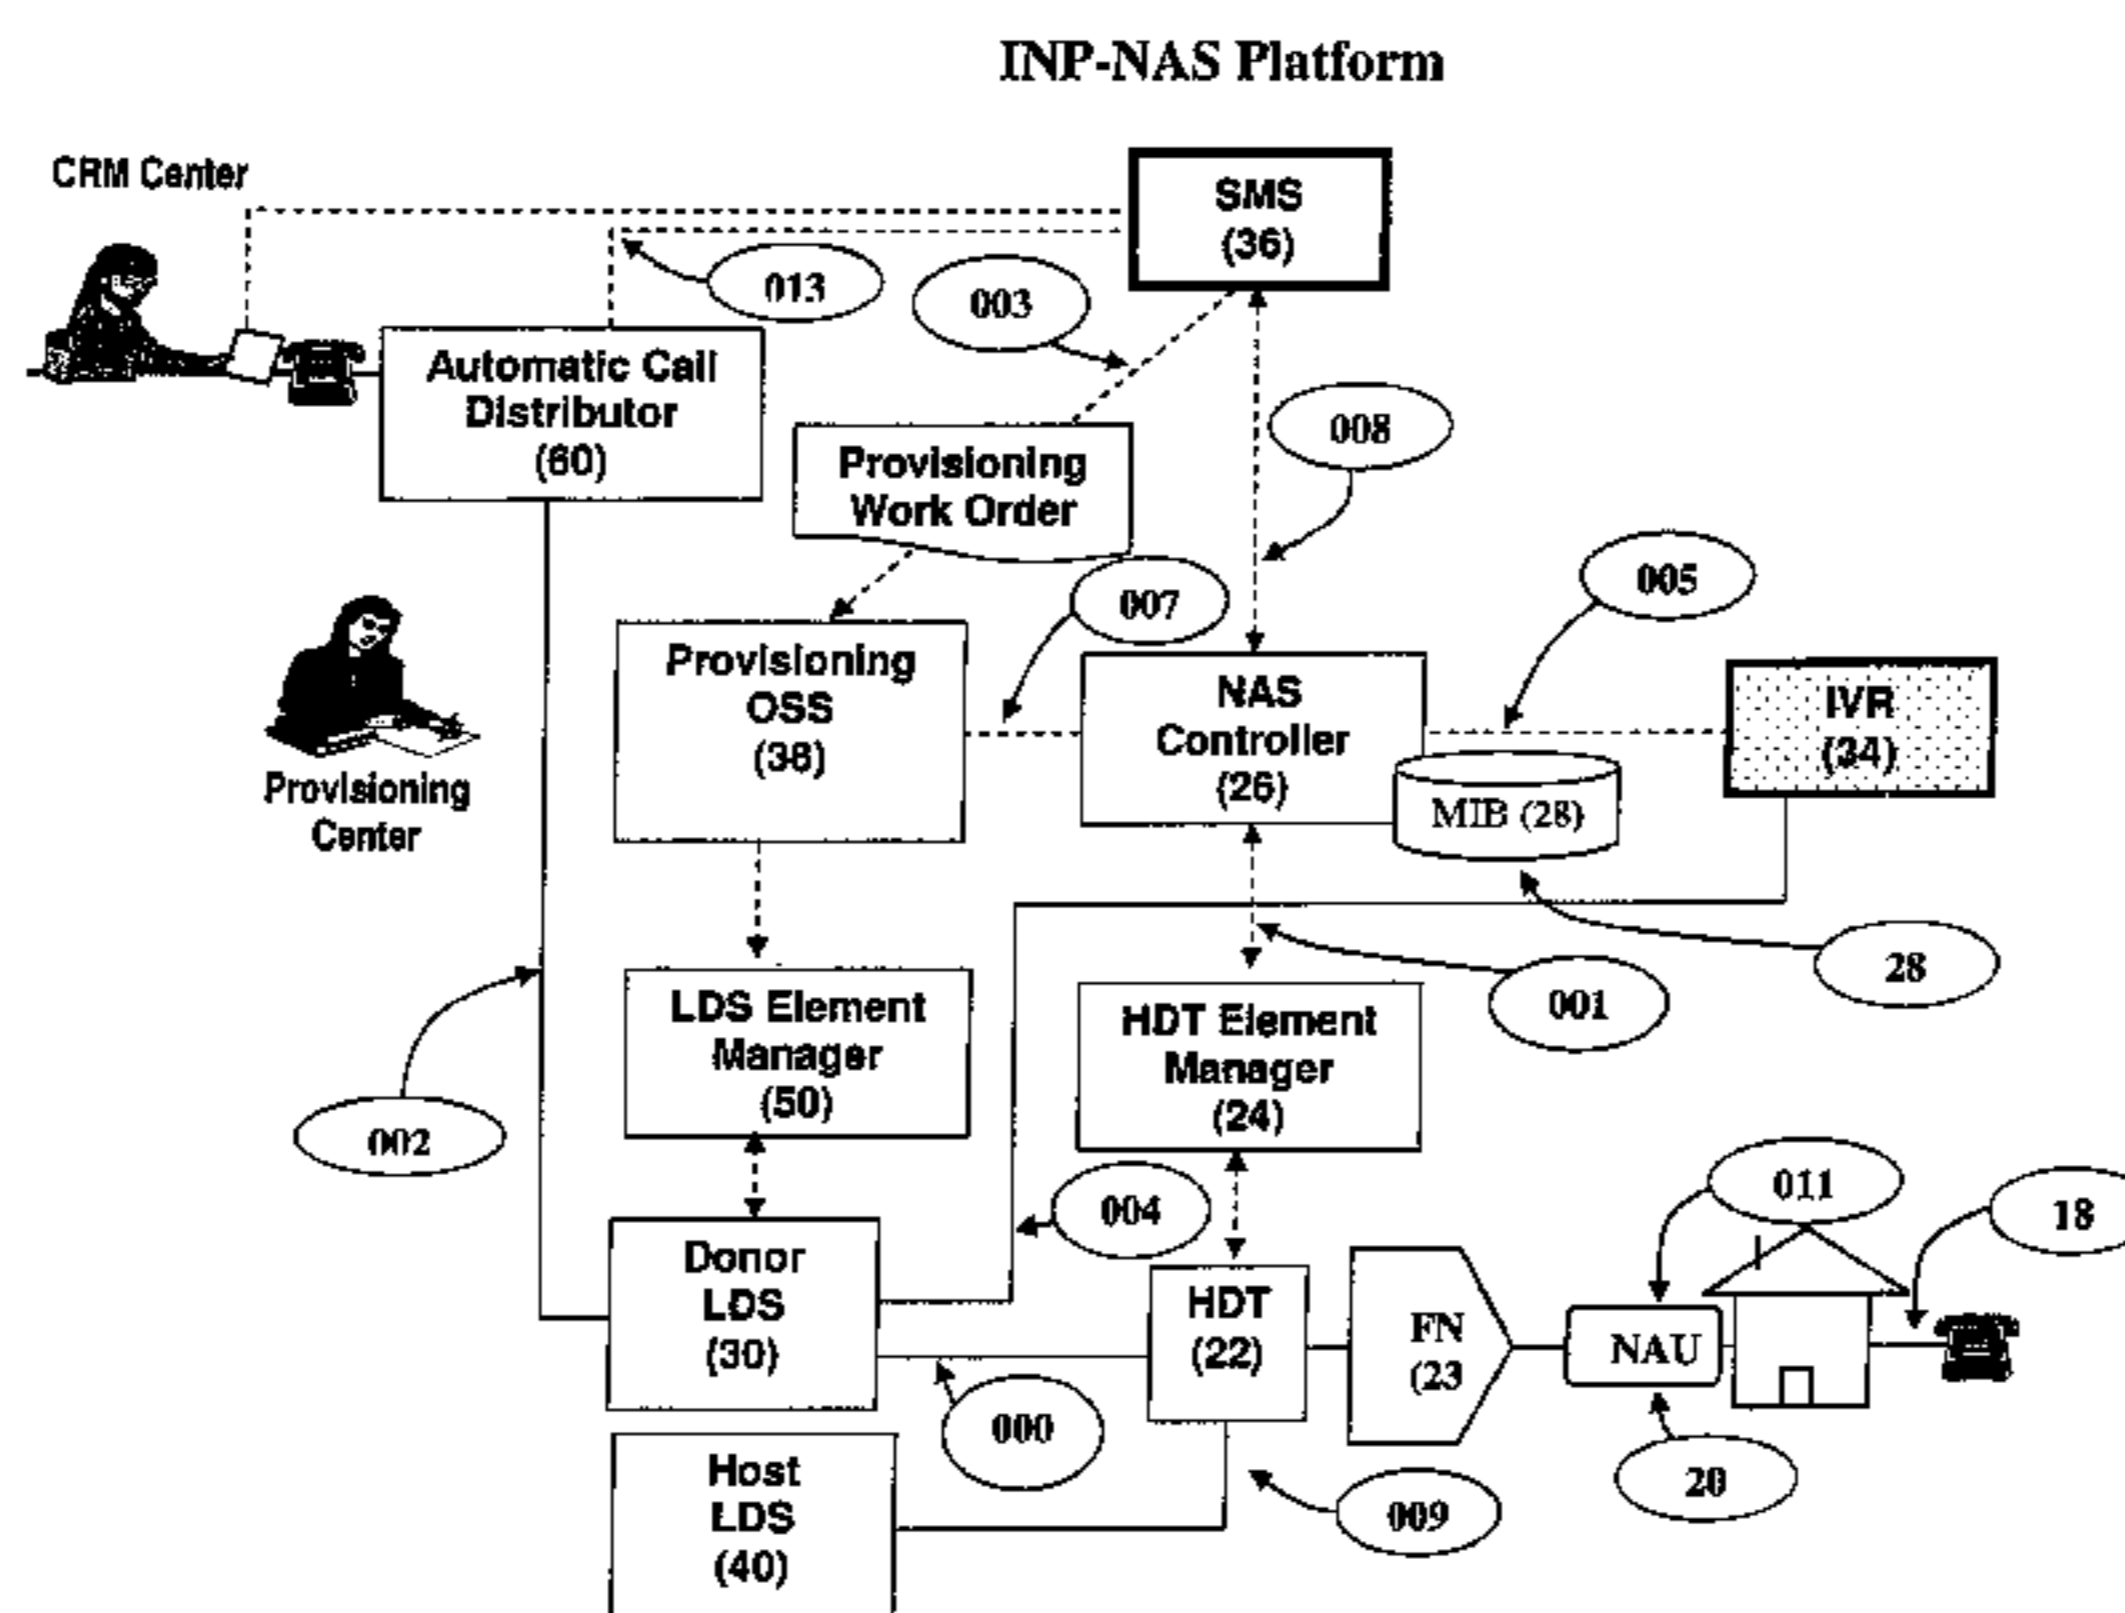 INP-NAS Platform
CRM Center
SMS
(36)
013
003
Automatic Call
Distributor
(60)
008
Provisioning
Work Order
005
007
Provisioning
OSS
(38)
NAS
Controller
(26)
IVR
(34)
MIB (28)
Provisioning
Center
28
001
LDS Element
Manager
(50)
HDT Element
Manager
(24)
002
011
004
18
Donor
LDS
(30)
HDT
(22)
FN
(23
NAU
000
20
Host
LDS
(40)
009